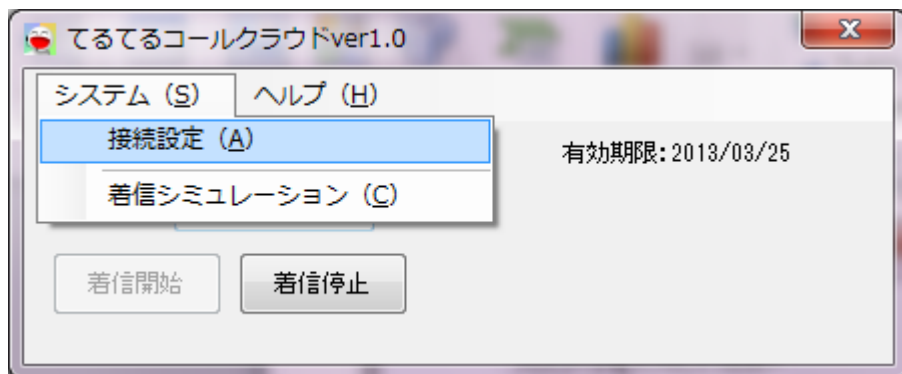 てるてるコールクラウドver1.0
システム（S） ヘルプ（H）
接続設定（A）
有効期限:2013/03/25
着信シミュレーション（C）
着信開始 着信停止